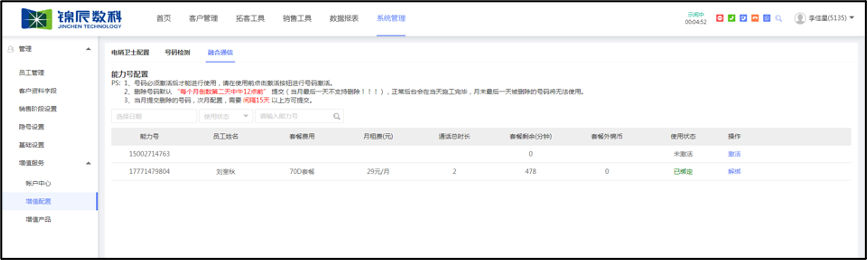 锦辰数科
JINCHEN TECHNOLOGY
首页 客户管理 拓客工具 销售工具 数据报表 系统管理
示闲中
00:04:52
李佳星(5135)
管理
员工管理
客户资料字段
销售阶段设置
隐号设置
基础设置
增值服务
帐户中心
增值配置
增值产品
电销卫士配置 号码检测 融合通信
能力号配置
PS: 1、号码必须激活后才能进行使用，请在使用前点击激活按钮进行号码激活。
2、删除号码默认 “每个月倒数第二天中午12点前” 提交（当月最后一天不支持删除！！！），正常后台会在当天施工完毕，月末最后一天被删除的号码将无法使用。
3、当月提交删除的号码，次月配置，需要 间隔15天 以上方可提交。
选择日期 使用状态 请输入能力号
能力号 员工姓名 套餐费用 月租费(元) 通话总时长 套餐剩余(分钟) 套餐外锦币 使用状态 操作
15002714763 0 未激活 激活
17771479804 70D套餐 29元/月 2 478 0 已绑定 解绑